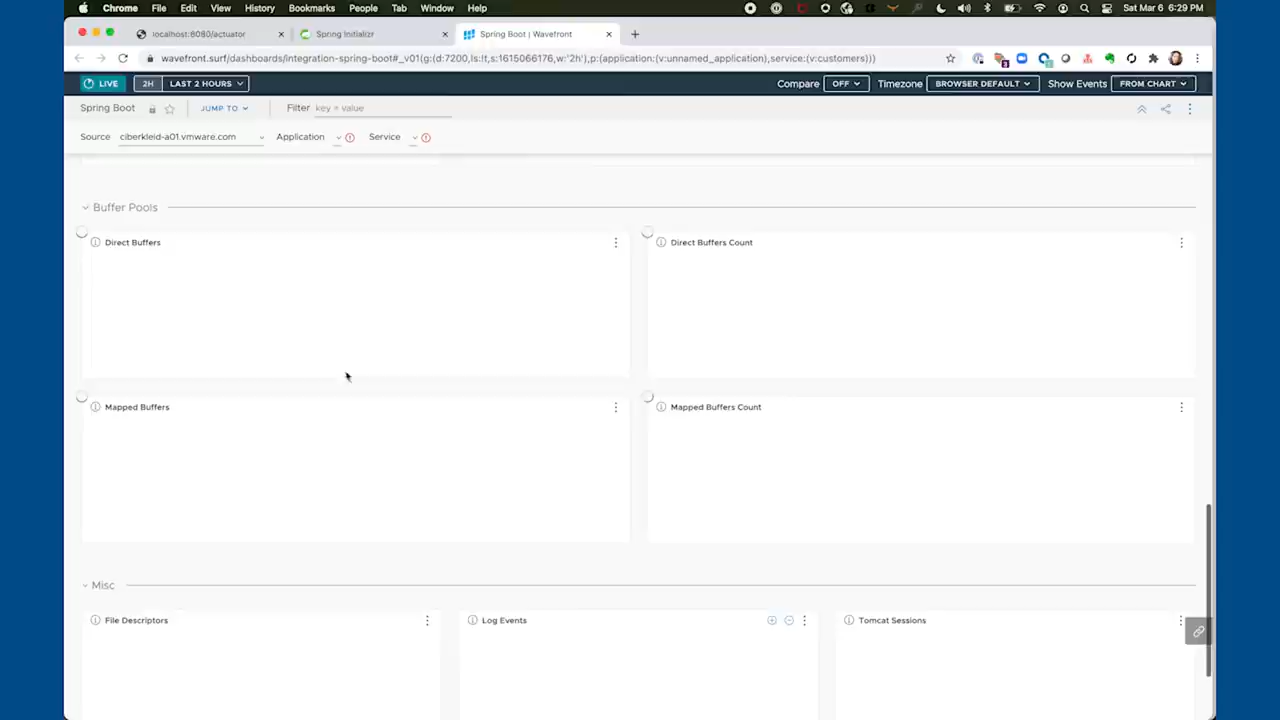 Chrome File Edit View History Bookmarks People Tab Window Help Sat Mar 6 6:29 PM
localhost:8080/actuator Spring Initializr Spring Boot | Wavefront
wavefront.surf/dashboards/integration-spring-boot#_v01(g:(d:7200,ls:!t,s:1615066176,w:'2h'),p:(application:(v:unnamed_application),service:(v:customers)))
LIVE 2H LAST 2 HOURS Compare OFF Timezone BROWSER DEFAULT Show Events FROM CHART
Spring Boot JUMP TO Filter key = value
Source ciberkleid-a01.vmware.com Application Service
Buffer Pools
Direct Buffers Direct Buffers Count
Mapped Buffers Mapped Buffers Count
Misc
File Descriptors Log Events Tomcat Sessions